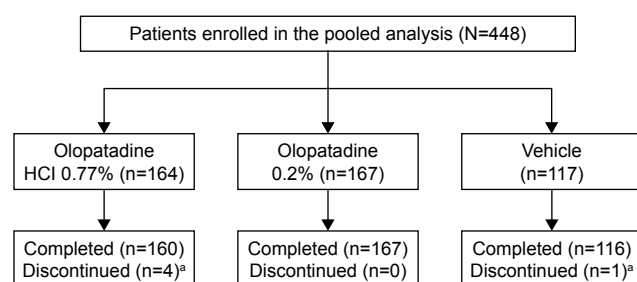 Patients enrolled in the pooled analysis (N=448)
Olopatadine
HCI 0.77% (n=164)
Olopatadine
0.2% (n=167)
Vehicle
(n=117)
Completed (n=160)
Discontinued (n=4)ᵃ
Completed (n=167)
Discontinued (n=0)
Completed (n=116)
Discontinued (n=1)ᵃ